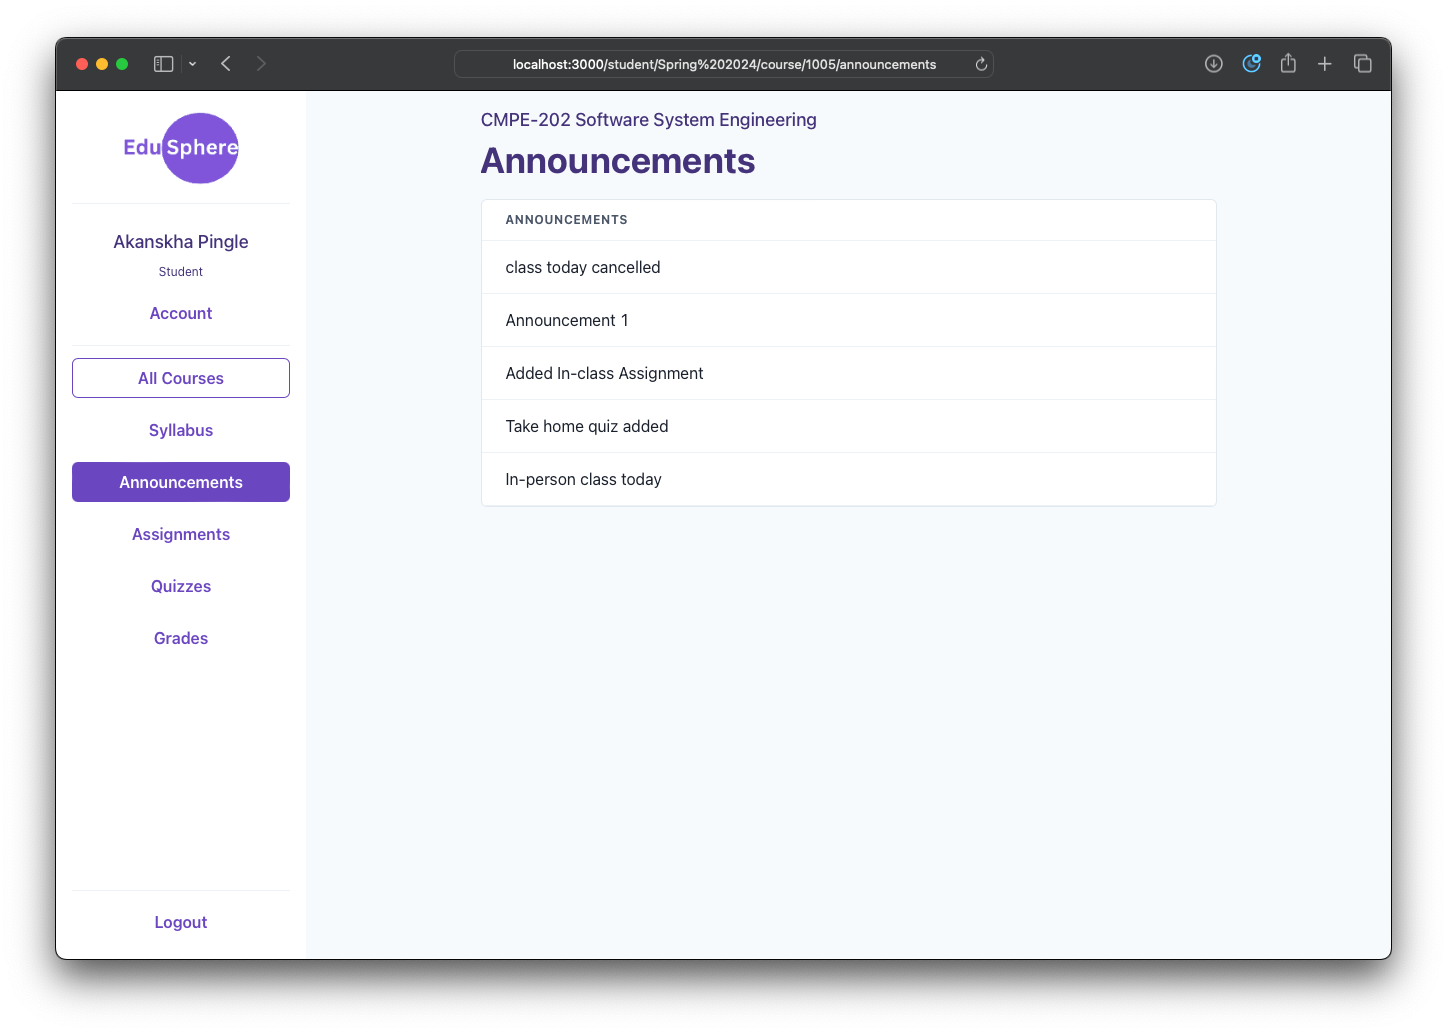 localhost:3000/student/Spring%202024/course/1005/announcements
EduSphere
Akanskha Pingle
Student
Account
All Courses
Syllabus
Announcements
Assignments
Quizzes
Grades
Logout
CMPE-202 Software System Engineering
Announcements
ANNOUNCEMENTS
class today cancelled
Announcement 1
Added In-class Assignment
Take home quiz added
In-person class today